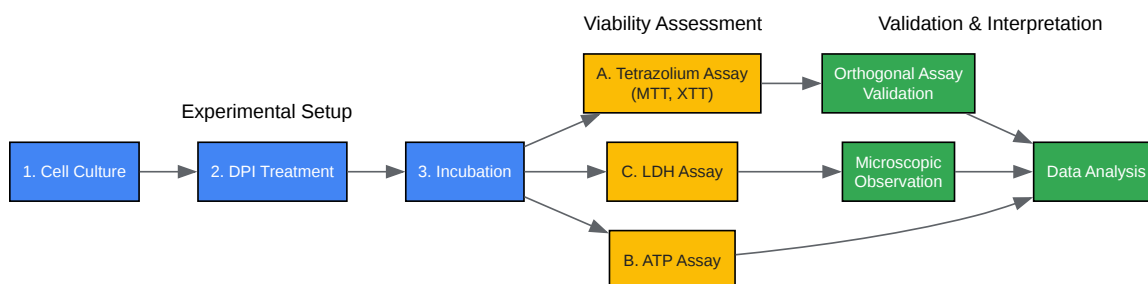 Viability Assessment
Validation & Interpretation
A. Tetrazolium Assay
(MTT, XTT)
Orthogonal Assay
Validation
Experimental Setup
1. Cell Culture
2. DPI Treatment
3. Incubation
C. LDH Assay
Microscopic
Observation
Data Analysis
B. ATP Assay